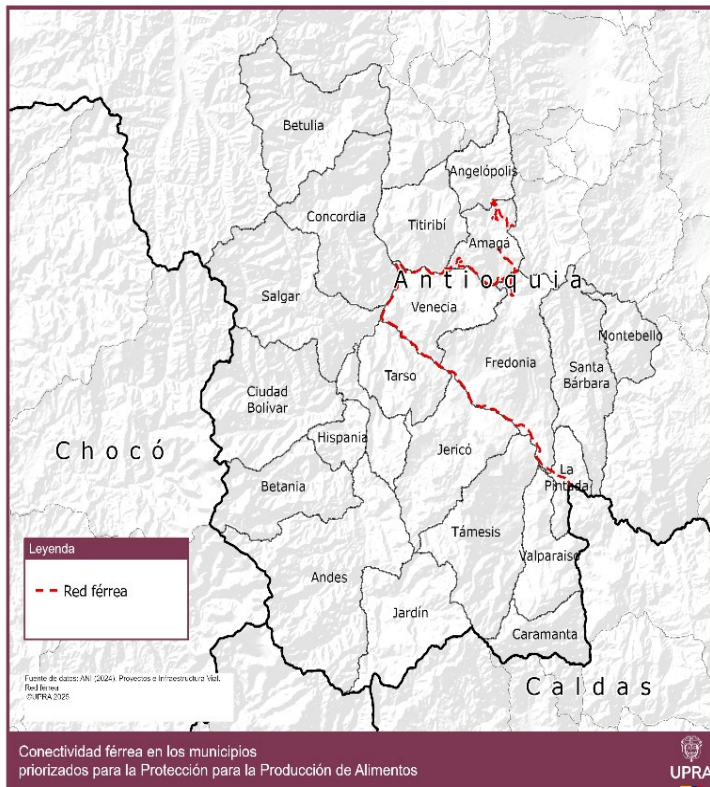 Betulia
Angelópolis
Concordia
Titiribí
Amagá
Antioquia
Salgar
Venecia
Montebello
Fredonia
Santa
Bárbara
Tarso
Ciudad
Bolívar
Hispania
Chocó
Jericó
Betania
La
Pintada
Támesis
Valparaíso
Andes
Jardín
Caramanta
Caldas
Leyenda
Red férrea
Fuente de datos: ANI (2024). Proyectos e Infraestructura Vial.
Red férrea
©UPRA 2025
Conectividad férrea en los municipios
priorizados para la Protección para la Producción de Alimentos
UPRA